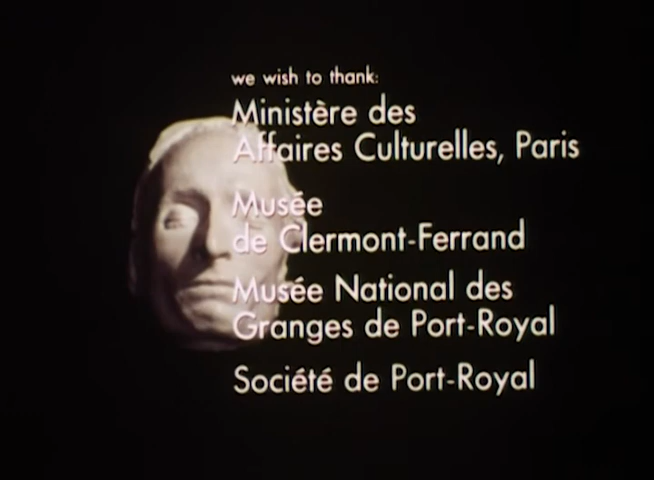 we wish to thank:
Ministère des
Affaires Culturelles, Paris
Musée
de Clermont-Ferrand
Musée National des
Granges de Port-Royal
Société de Port-Royal